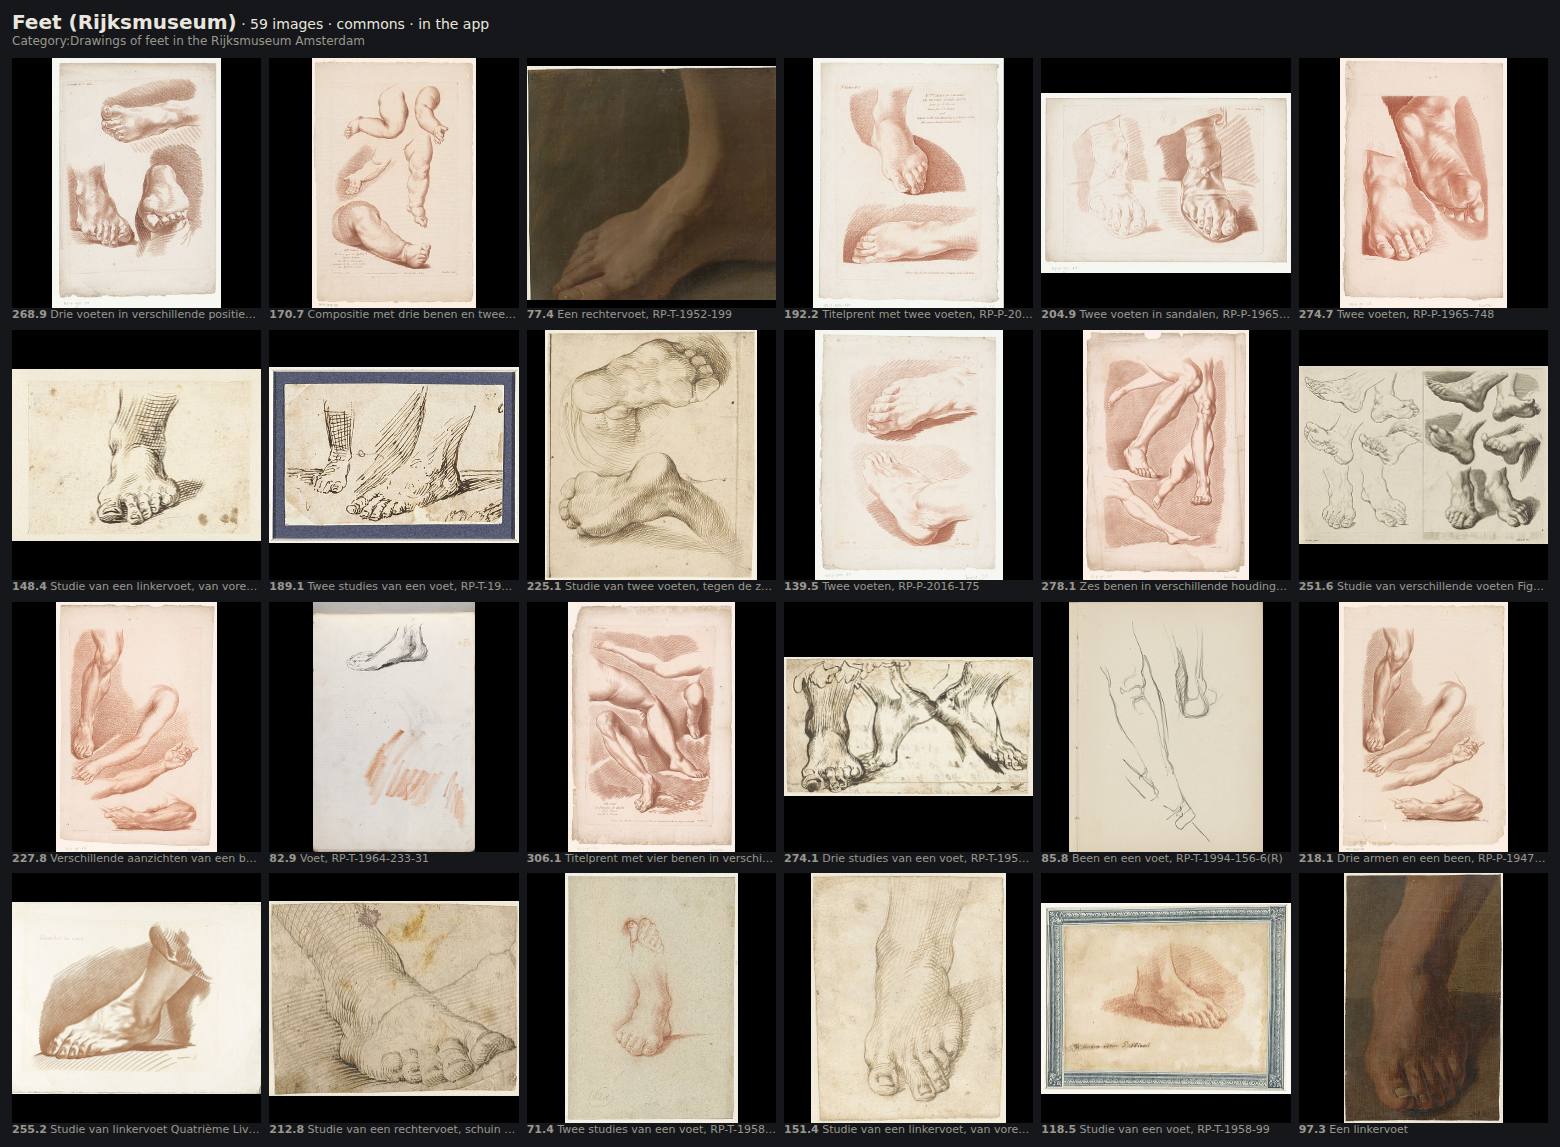 Feet (Rijksmuseum) · 59 images · commons · in the app
Category:Drawings of feet in the Rijksmuseum Amsterdam
268.9 Drie voeten in verschillende positie...
170.7 Compositie met drie benen en twee...
77.4 Een rechtervoet, RP-T-1952-199
192.2 Titelprent met twee voeten, RP-P-20...
204.9 Twee voeten in sandalen, RP-P-1965...
274.7 Twee voeten, RP-P-1965-748
148.4 Studie van een linkervoet, van vore...
189.1 Twee studies van een voet, RP-T-19...
225.1 Studie van twee voeten, tegen de z...
139.5 Twee voeten, RP-P-2016-175
278.1 Zes benen in verschillende houding...
251.6 Studie van verschillende voeten Fig...
227.8 Verschillende aanzichten van een b...
82.9 Voet, RP-T-1964-233-31
306.1 Titelprent met vier benen in verschi...
274.1 Drie studies van een voet, RP-T-195...
85.8 Been en een voet, RP-T-1994-156-6(R)
218.1 Drie armen en een been, RP-P-1947...
255.2 Studie van linkervoet Quatrième Liv...
212.8 Studie van een rechtervoet, schuin ...
71.4 Twee studies van een voet, RP-T-1958...
151.4 Studie van een linkervoet, van vore...
118.5 Studie van een voet, RP-T-1958-99
97.3 Een linkervoet